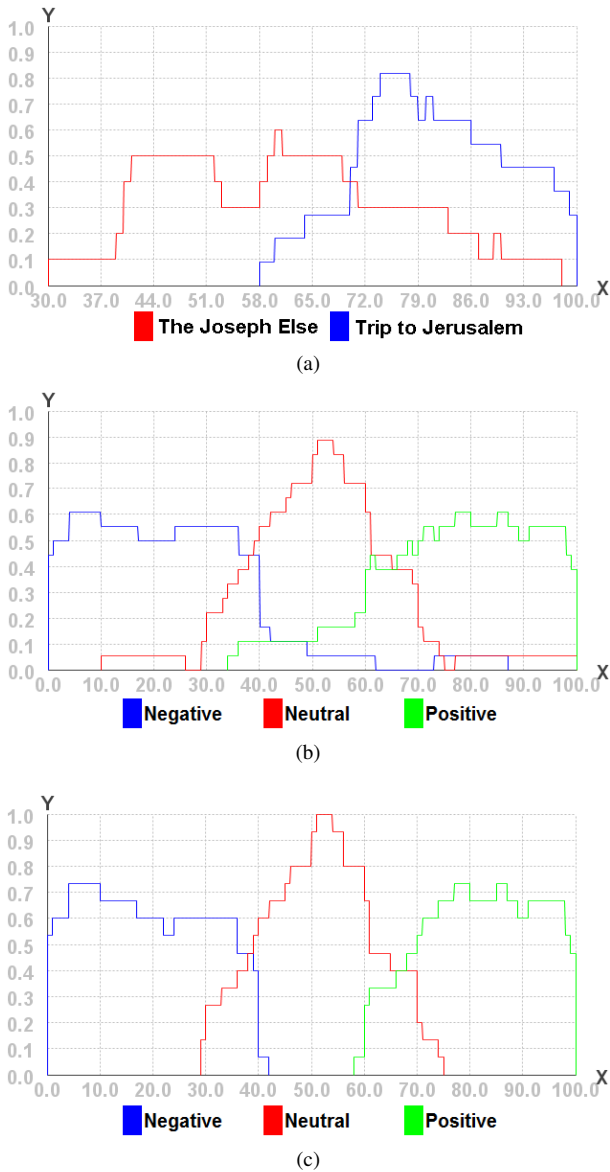 Y
1.0
0.9
0.8
0.7
0.6
0.5
0.4
0.3
0.2
0.1
0.0
30.0 37.0 44.0 51.0 58.0 65.0 72.0 79.0 86.0 93.0 100.0 X
The Joseph Else Trip to Jerusalem
(a)
Y
1.0
0.9
0.8
0.7
0.6
0.5
0.4
0.3
0.2
0.1
0.0
0.0 10.0 20.0 30.0 40.0 50.0 60.0 70.0 80.0 90.0 100.0 X
Negative Neutral Positive
(b)
Y
1.0
0.9
0.8
0.7
0.6
0.5
0.4
0.3
0.2
0.1
0.0
0.0 10.0 20.0 30.0 40.0 50.0 60.0 70.0 80.0 90.0 100.0 X
Negative Neutral Positive
(c)